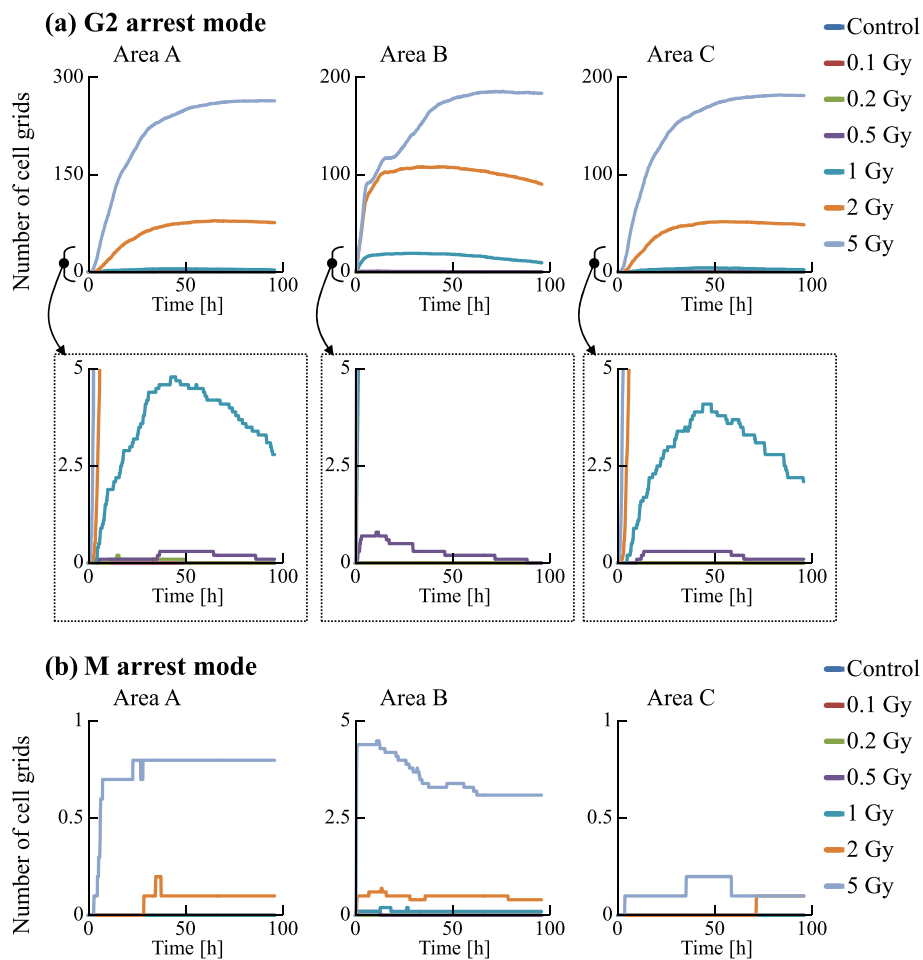 (a) G2 arrest mode
Area A
Area B
Area C
Control
0.1 Gy
0.2 Gy
0.5 Gy
1 Gy
2 Gy
5 Gy
Number of cell grids
300
150
0
0
50
100
Time [h]
200
100
0
0
50
100
Time [h]
200
100
0
0
50
100
Time [h]
5
2.5
0
0
50
100
Time [h]
5
2.5
0
0
50
100
Time [h]
5
2.5
0
0
50
100
Time [h]
(b) M arrest mode
Area A
Area B
Area C
Control
0.1 Gy
0.2 Gy
0.5 Gy
1 Gy
2 Gy
5 Gy
Number of cell grids
1
0.5
0
0
50
100
Time [h]
5
2.5
0
0
50
100
Time [h]
1
0.5
0
0
50
100
Time [h]